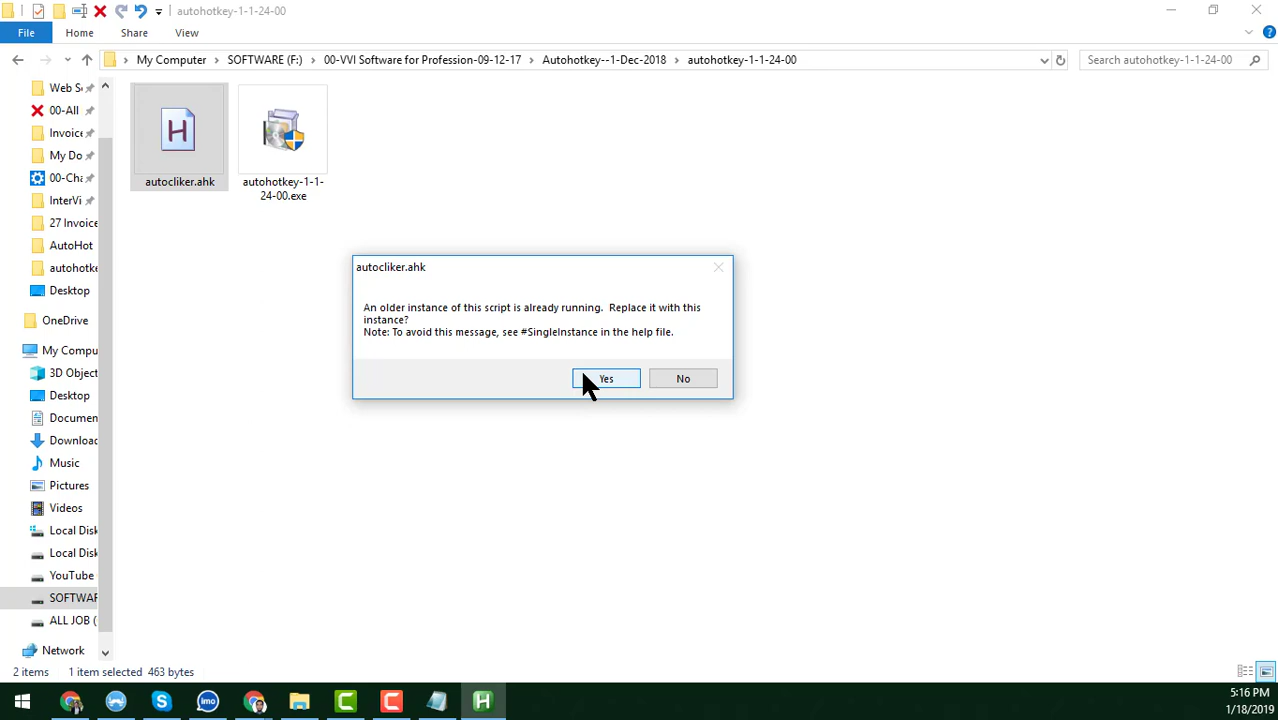 autohotkey-1-1-24-00
File
Home
Share
View
My Computer
SOFTWARE (F:)
00-VVI Software for Profession-09-12-17
Autohotkey--1-Dec-2018
autohotkey-1-1-24-00
Search autohotkey-1-1-24-00
Web S
00-All
Invoice
My Do
00-Cha
InterVi
27 Invoice
AutoHot
autohotke
Desktop
OneDrive
My Compu
3D Object
Desktop
Documen
Download
Music
Pictures
Videos
Local Disk
Local Disk
YouTube
SOFTWAR
ALL JOB (
Network
H
autocliker.ahk
autohotkey-1-1-
24-00.exe
autocliker.ahk
An older instance of this script is already running. Replace it with this
instance?
Note: To avoid this message, see #SingleInstance in the help file.
Yes
No
2 items
1 item selected 463 bytes
imo
H
5:16 PM
1/18/2019